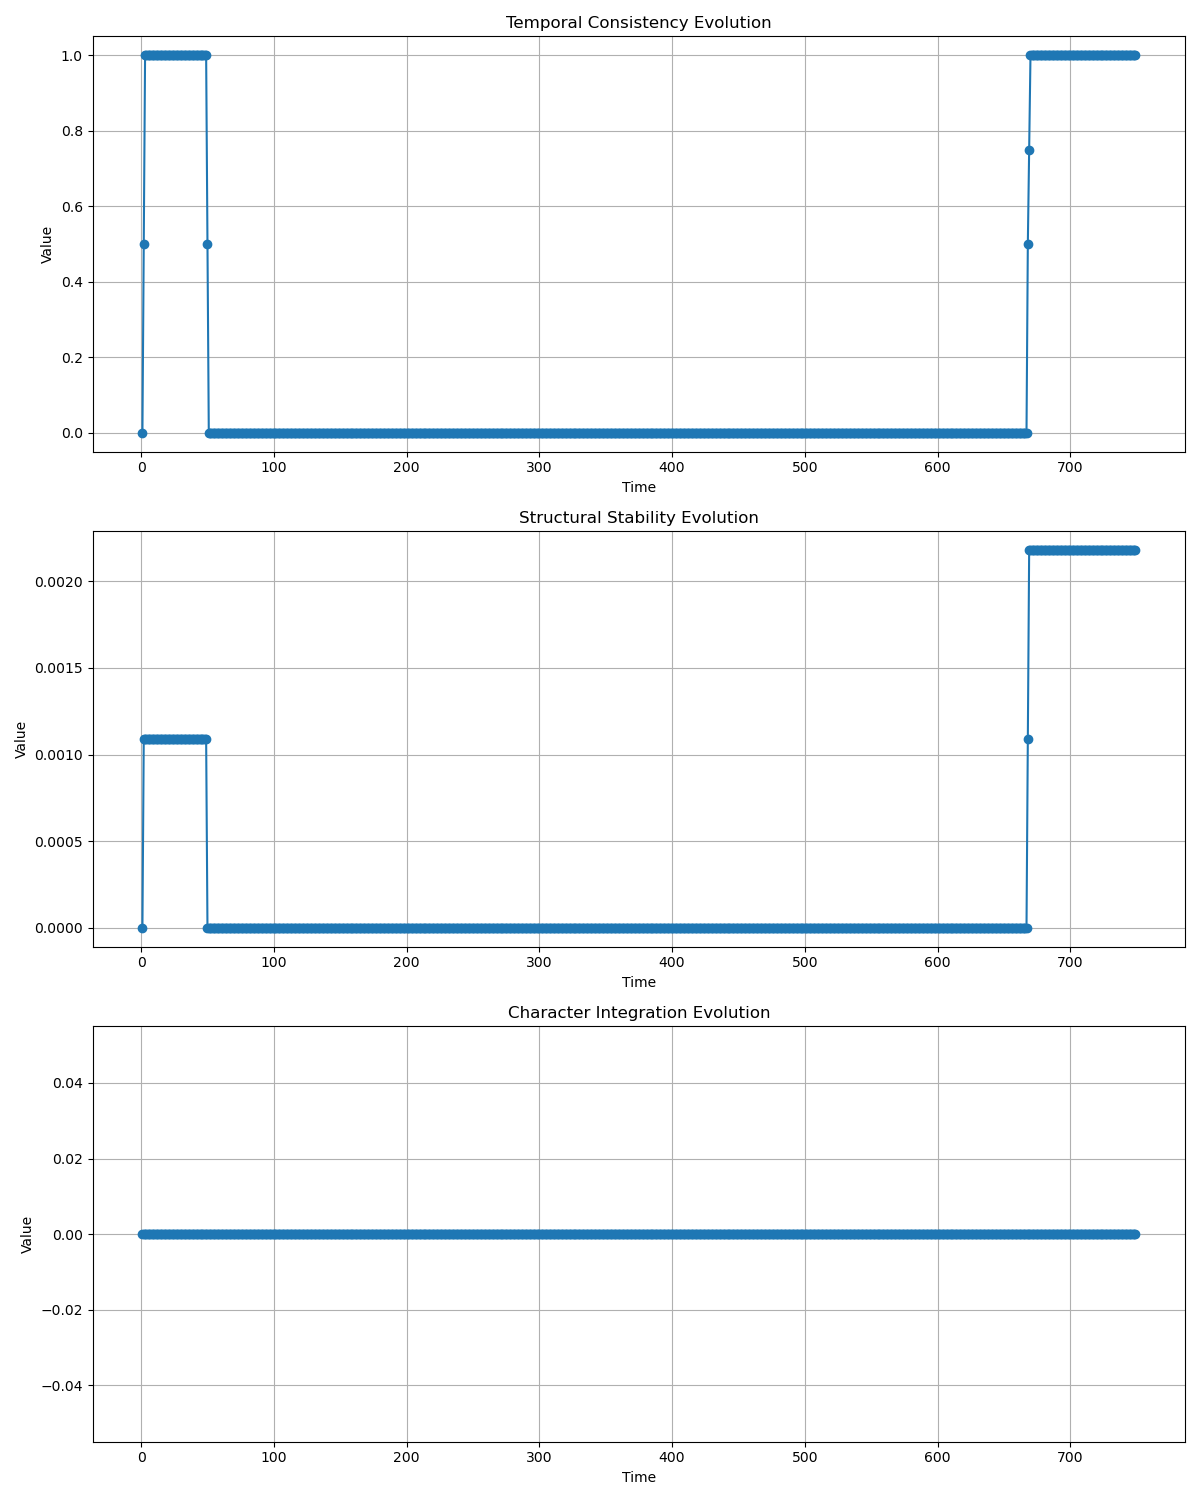 Temporal Consistency Evolution
1.0
0.8
0.6
0.4
0.2
0.0
Value
0 100 200 300 400 500 600 700
Time
Structural Stability Evolution
0.0020
0.0015
0.0010
0.0005
0.0000
Value
0 100 200 300 400 500 600 700
Time
Character Integration Evolution
0.04
0.02
0.00
−0.02
−0.04
Value
0 100 200 300 400 500 600 700
Time